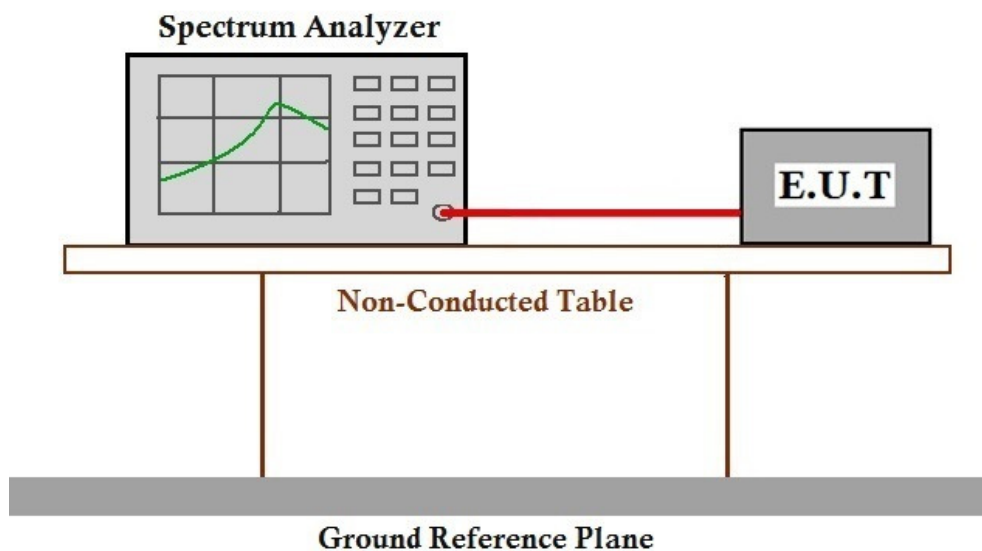 Spectrum Analyzer
E.U.T
Non-Conducted Table
Ground Reference Plane